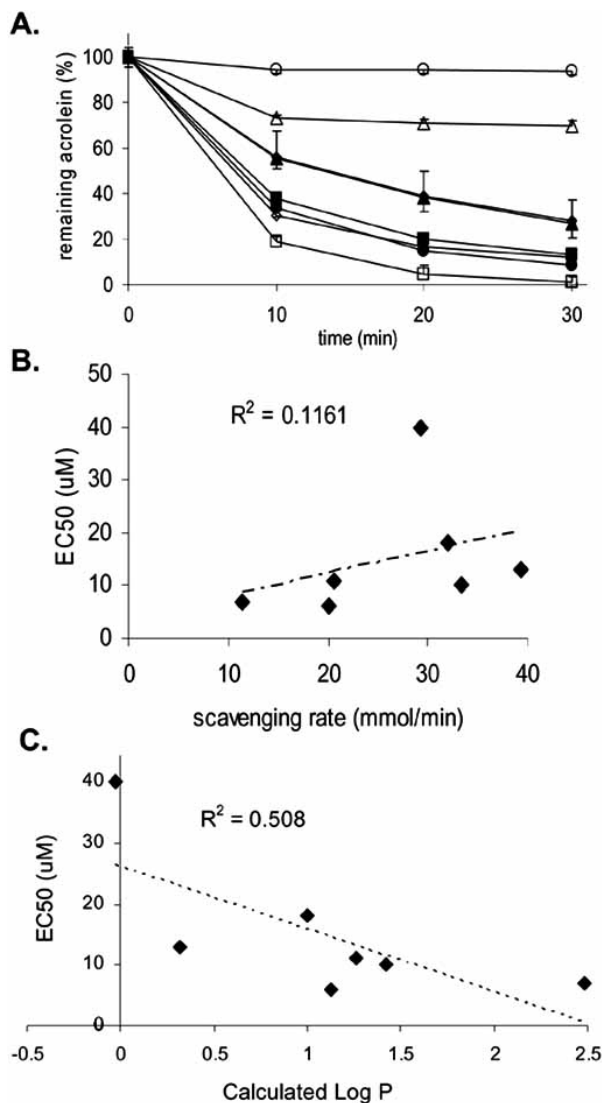 A.
remaining acrolein (%)
100
80
60
40
20
0
0 10 20 30
time (min)
B.
R² = 0.1161
EC50 (uM)
50
40
30
20
10
0
0 10 20 30 40
scavenging rate (mmol/min)
C.
R² = 0.508
EC50 (uM)
40
30
20
10
0
-0.5 0 0.5 1 1.5 2 2.5
Calculated Log P